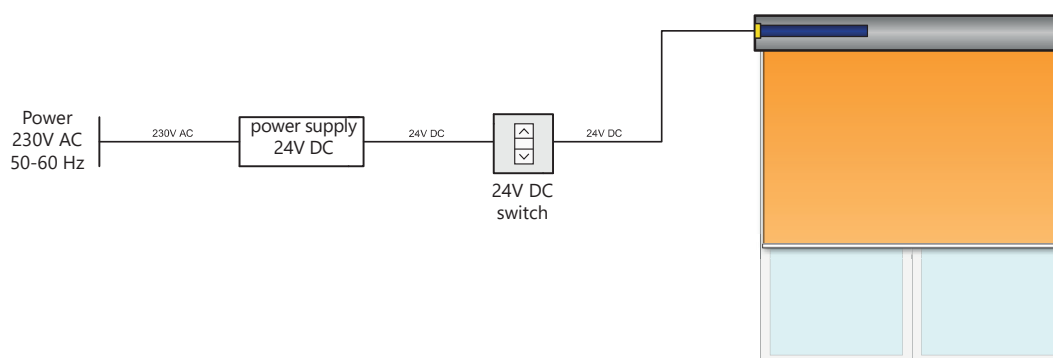 Power
230V AC
50-60 Hz
230V AC
power supply
24V DC
24V DC
24V DC
switch
24V DC